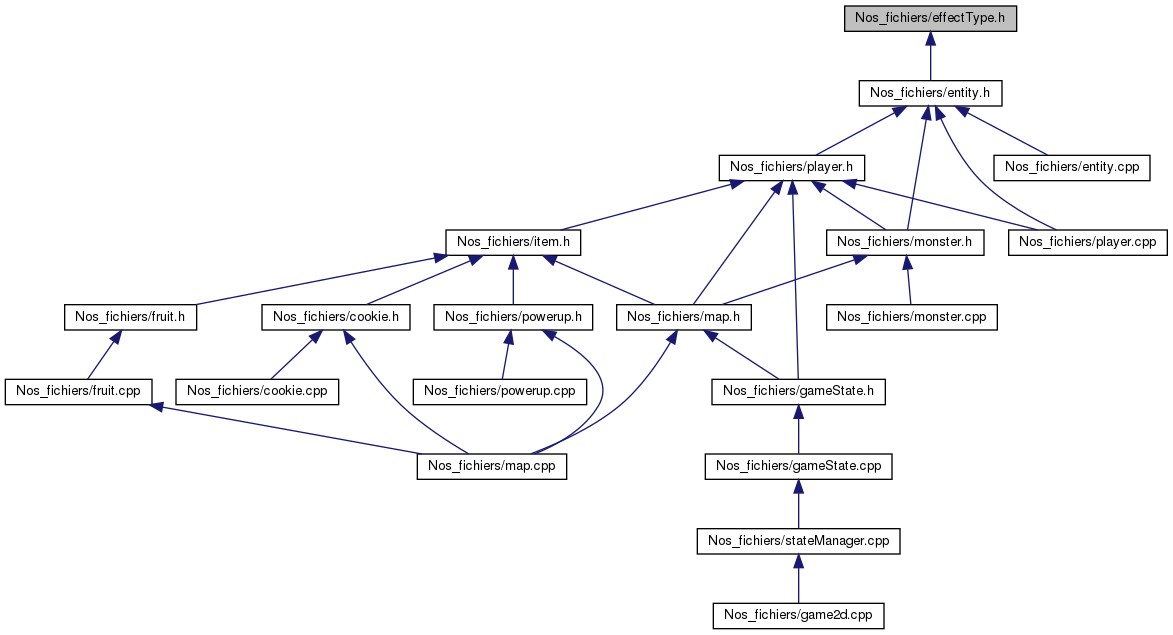 Nos_fichiers/effectType.h
Nos_fichiers/entity.h
Nos_fichiers/player.h
Nos_fichiers/entity.cpp
Nos_fichiers/item.h
Nos_fichiers/monster.h
Nos_fichiers/player.cpp
Nos_fichiers/fruit.h
Nos_fichiers/cookie.h
Nos_fichiers/powerup.h
Nos_fichiers/map.h
Nos_fichiers/monster.cpp
Nos_fichiers/fruit.cpp
Nos_fichiers/cookie.cpp
Nos_fichiers/powerup.cpp
Nos_fichiers/gameState.h
Nos_fichiers/map.cpp
Nos_fichiers/gameState.cpp
Nos_fichiers/stateManager.cpp
Nos_fichiers/game2d.cpp